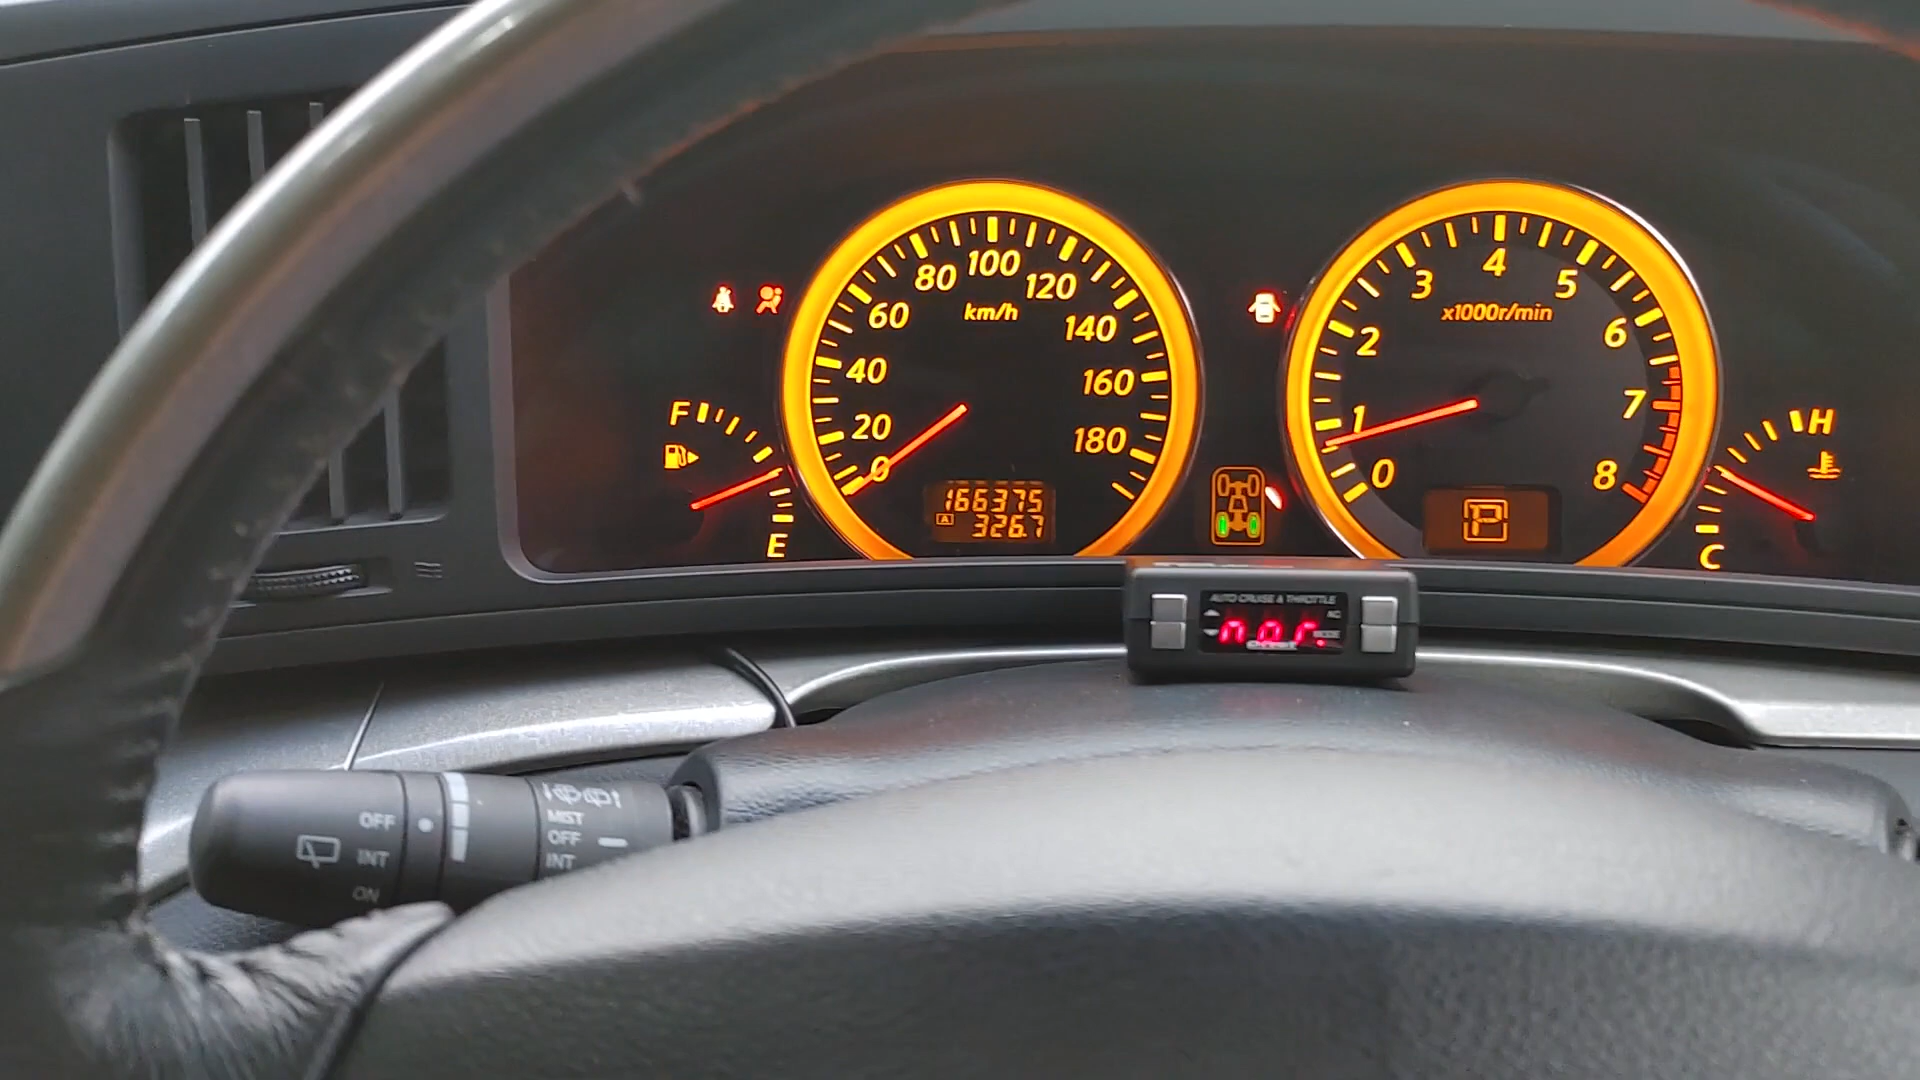 F
E
0
20
40
60
80
100
120
140
160
180
km/h
166375
A 326.7
0
1
2
3
4
5
6
7
8
x1000r/min
P
H
C
AUTO CRUISE & THROTTLE
nor.
OFF
INT
ON
MIST
OFF
INT